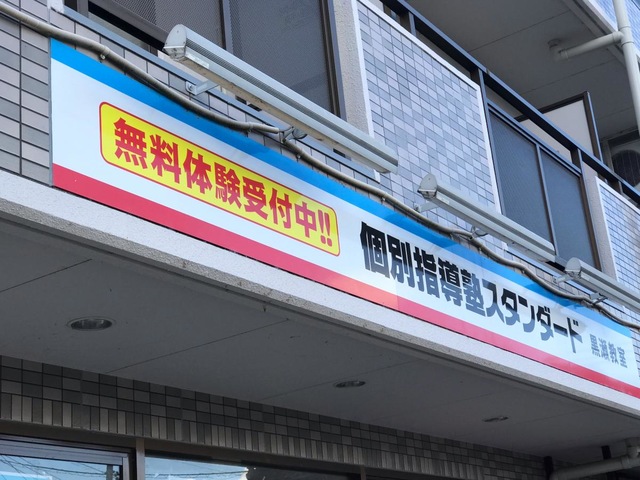 無料体験受付中!!
個別指導塾スタンダード 黒瀬教室